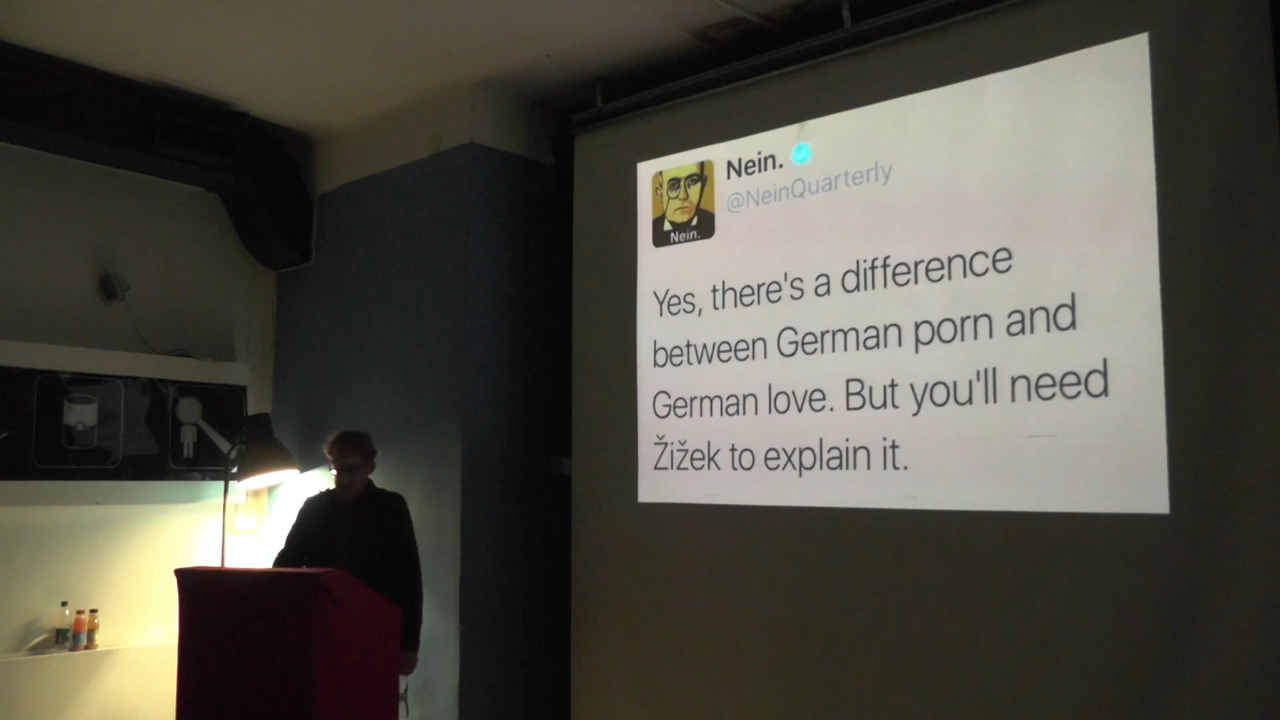 Nein.
@NeinQuarterly
Nein.
Yes, there's a difference
between German porn and
German love. But you'll need
Žižek to explain it.